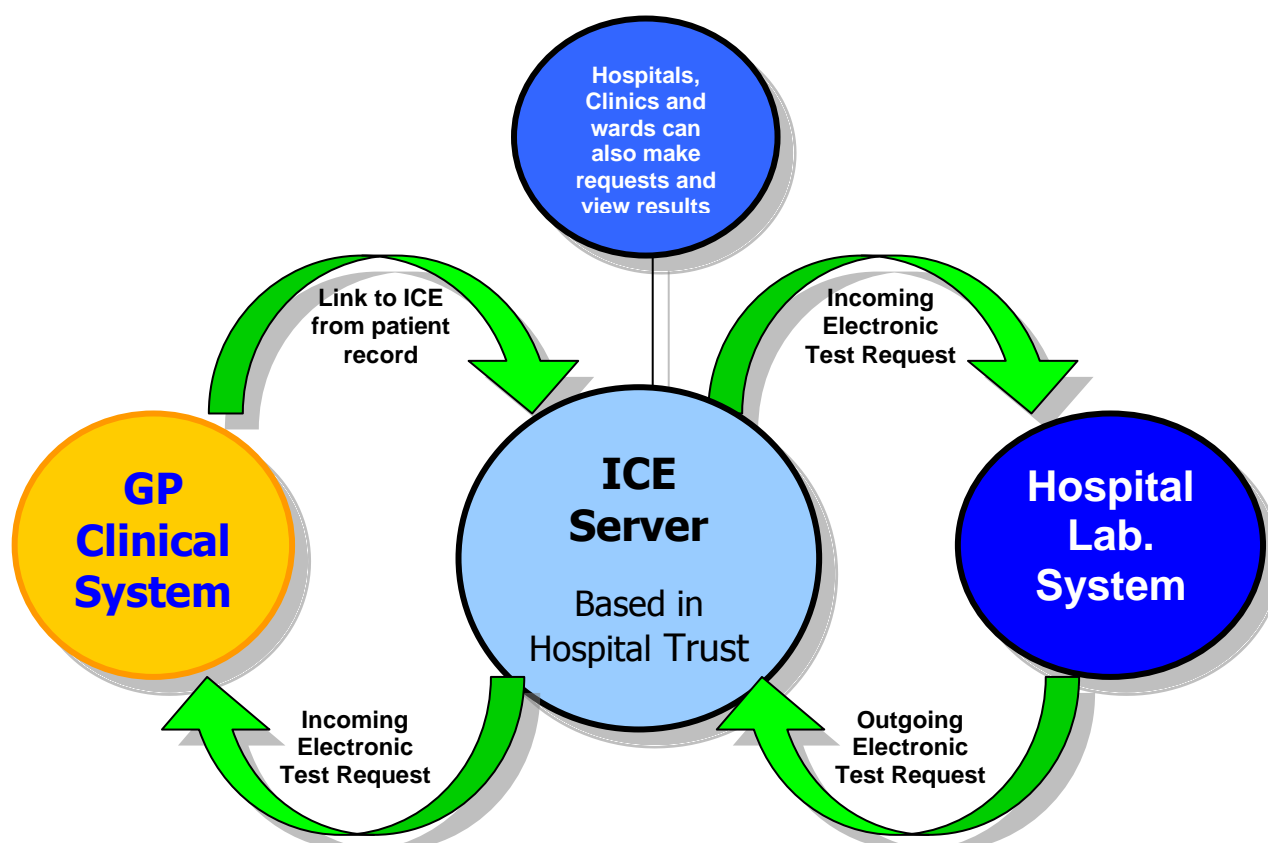 Hospitals,
Clinics and
wards can
also make
requests and
view results
Link to ICE
from patient
record
Incoming
Electronic
Test Request
GP
Clinical
System
ICE
Server
Based in
Hospital Trust
Hospital
Lab.
System
Incoming
Electronic
Test Request
Outgoing
Electronic
Test Request